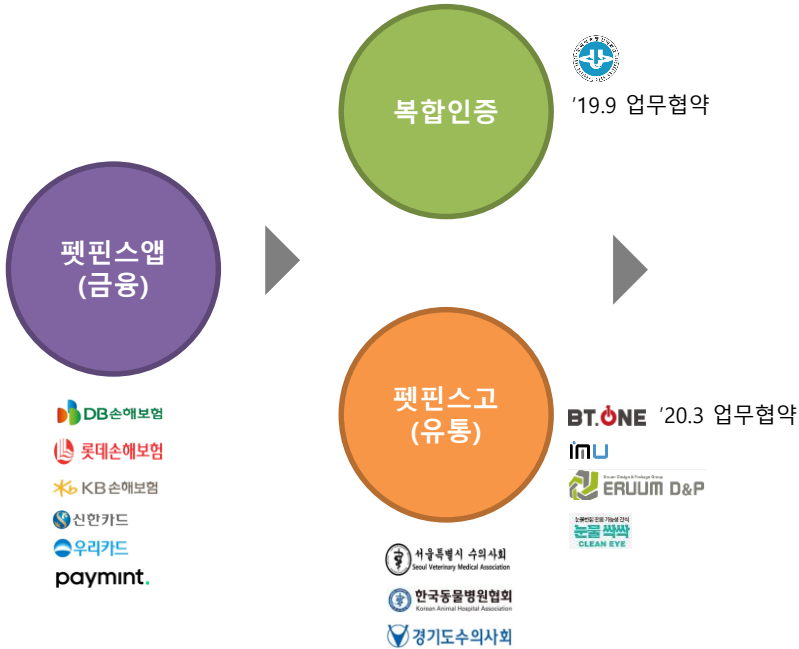 복합인증
'19.9 업무협약
펫핀스앱
(금융)
DB손해보험
롯데손해보험
KB손해보험
신한카드
우리카드
paymint.
펫핀스고
(유통)
서울특별시 수의사회
Seoul Veterinary Medical Association
한국동물병원협회
Korean Animal Hospital Association
경기도수의사회
BT.ONE '20.3 업무협약
imu
Eruum Design & Package Group
ERUUM D&P
눈물 싹싹
CLEAN EYE